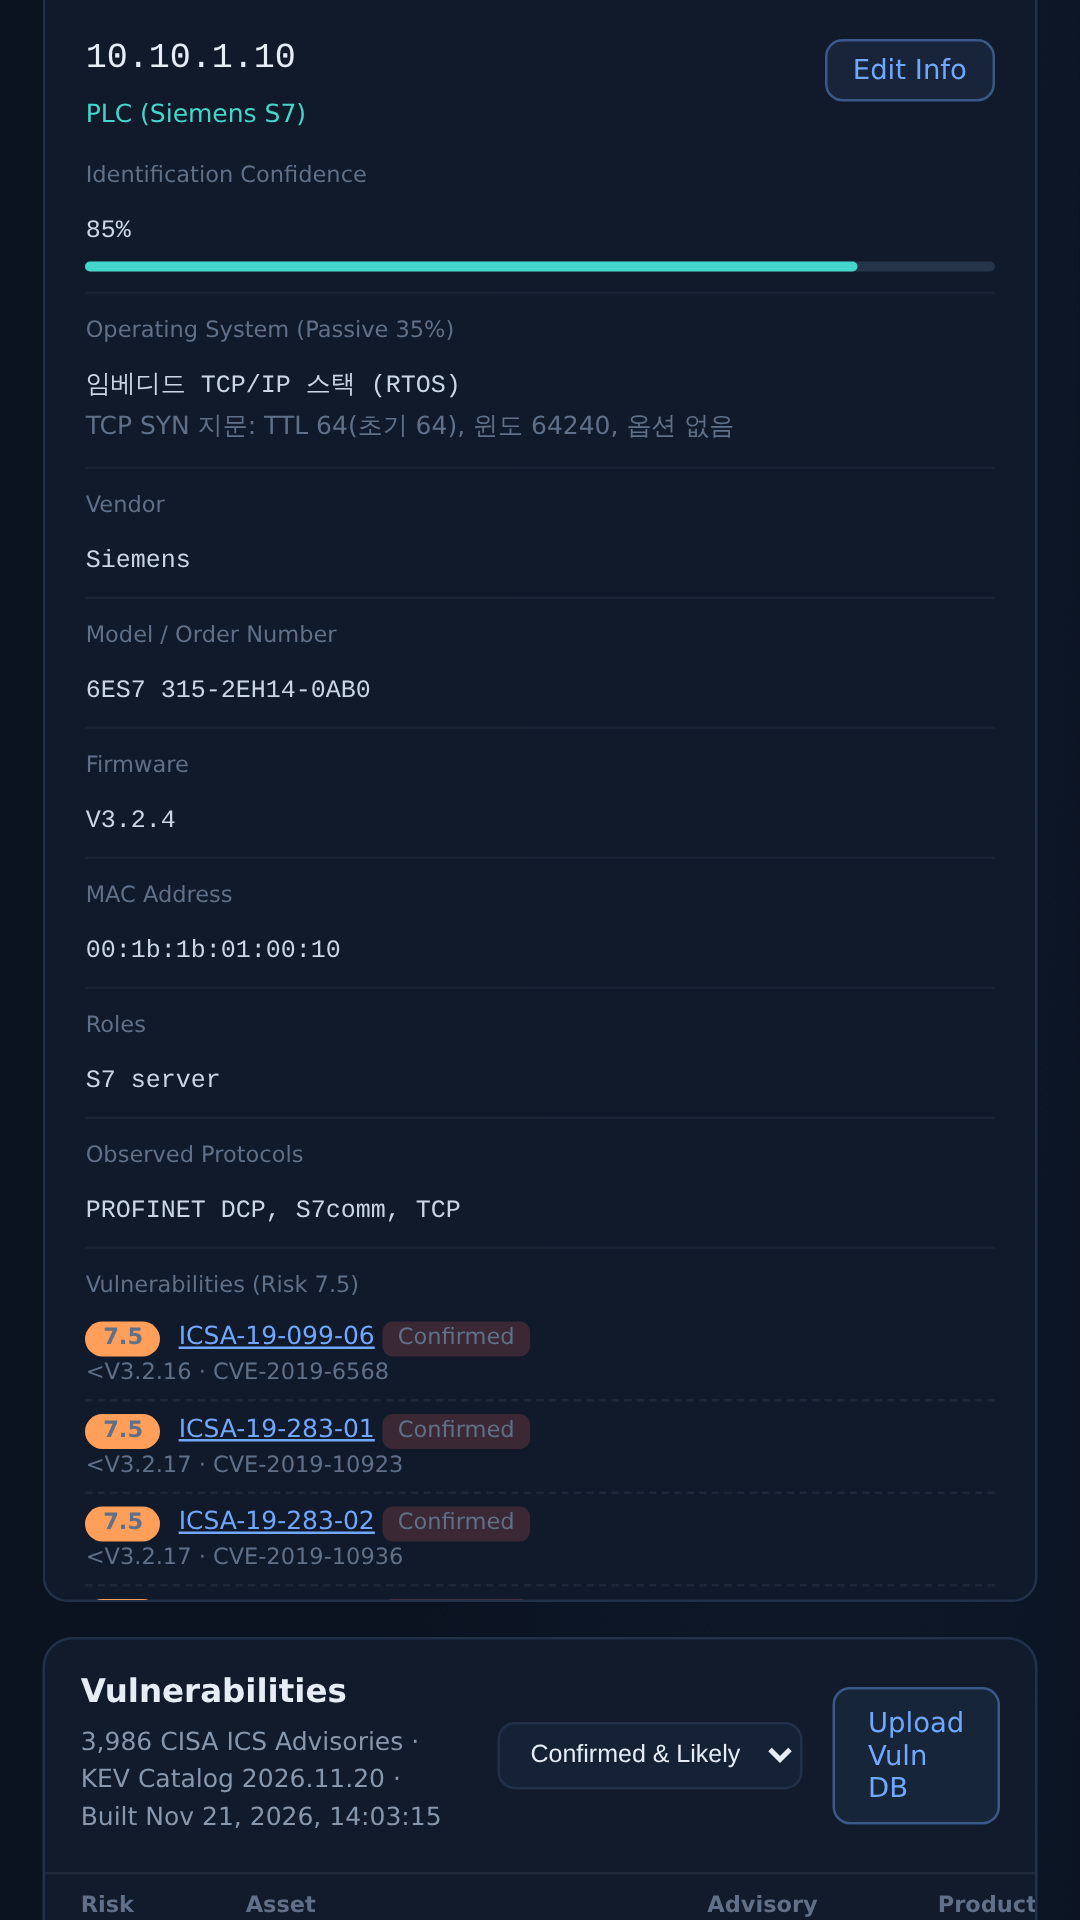 10.10.1.10
Edit Info
PLC (Siemens S7)
Identification Confidence
85%
Operating System (Passive 35%)
임베디드 TCP/IP 스택 (RTOS)
TCP SYN 지문: TTL 64(초기 64), 윈도 64240, 옵션 없음
Vendor
Siemens
Model / Order Number
6ES7 315-2EH14-0AB0
Firmware
V3.2.4
MAC Address
00:1b:1b:01:00:10
Roles
S7 server
Observed Protocols
PROFINET DCP, S7comm, TCP
Vulnerabilities (Risk 7.5)
7.5 ICSA-19-099-06 Confirmed
<V3.2.16 · CVE-2019-6568
7.5 ICSA-19-283-01 Confirmed
<V3.2.17 · CVE-2019-10923
7.5 ICSA-19-283-02 Confirmed
<V3.2.17 · CVE-2019-10936
Vulnerabilities
3,986 CISA ICS Advisories ·
KEV Catalog 2026.11.20 ·
Built Nov 21, 2026, 14:03:15
Confirmed & Likely
Upload
Vuln
DB
Risk Asset Advisory Product